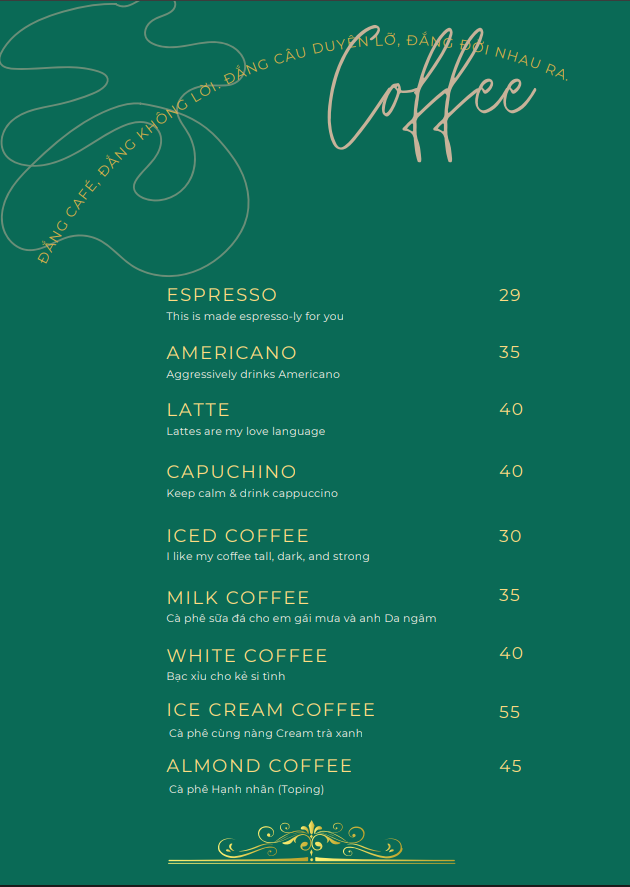 ĐẮNG CAFÉ, ĐẮNG KHÔNG LỜI. ĐẮNG CÂU DUYÊN LỠ, ĐẮNG ĐỜI NHAU RA.
Coffee
ESPRESSO 29
This is made espresso-ly for you
AMERICANO 35
Aggressively drinks Americano
LATTE 40
Lattes are my love language
CAPUCHINO 40
Keep calm & drink cappuccino
ICED COFFEE 30
I like my coffee tall, dark, and strong
MILK COFFEE 35
Cà phê sữa đá cho em gái mưa và anh Da ngâm
WHITE COFFEE 40
Bạc xỉu cho kẻ si tình
ICE CREAM COFFEE 55
Cà phê cùng nàng Cream trà xanh
ALMOND COFFEE 45
Cà phê Hạnh nhân (Toping)